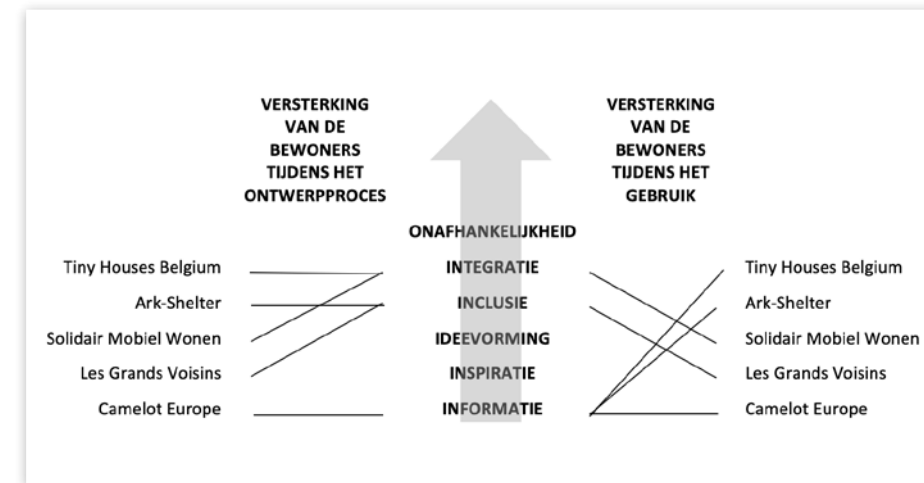 VERSTERKING
VAN DE
BEWONERS
TIJDENS HET
ONTWERPPROCES
VERSTERKING
VAN DE
BEWONERS
TIJDENS HET
GEBRUIK
ONAFHANKELIJKHEID
INTEGRATIE
INCLUSIE
IDEEVORMING
INSPIRATIE
INFORMATIE
Tiny Houses Belgium
Ark-Shelter
Solidair Mobiel Wonen
Les Grands Voisins
Camelot Europe
Tiny Houses Belgium
Ark-Shelter
Solidair Mobiel Wonen
Les Grands Voisins
Camelot Europe